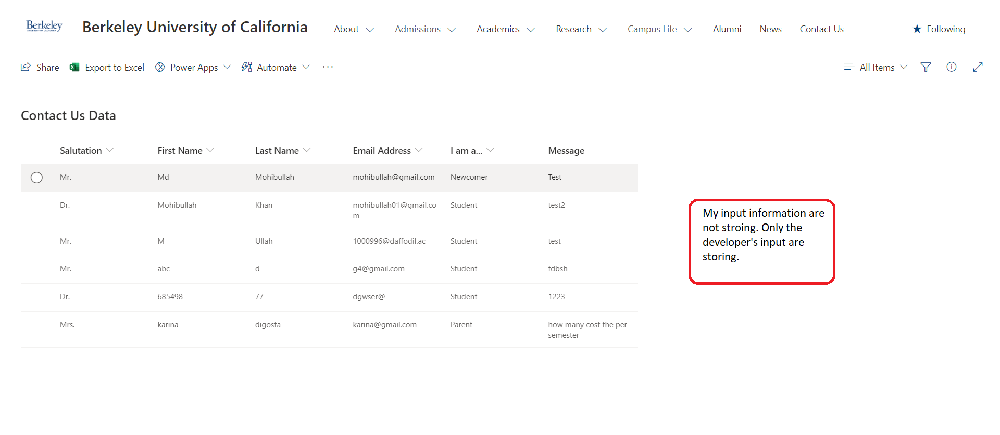 Berkeley
UNIVERSITY OF CALIFORNIA
Berkeley University of California
About Admissions Academics Research Campus Life Alumni News Contact Us Following
Share Export to Excel Power Apps Automate ... All Items
Contact Us Data
Salutation First Name Last Name Email Address I am a... Message
Mr. Md Mohibullah mohibullah@gmail.com Newcomer Test
Dr. Mohibullah Khan mohibullah01@gmail.co Student test2
m
Mr. M Ullah 1000996@daffodil.ac Student test
Mr. abc d g4@gmail.com Student fdbsh
Dr. 685498 77 dgwser@ Student 1223
Mrs. karina digosta karina@gmail.com Parent how many cost the per
semester
My input information are
not stroing. Only the
developer's input are
storing.